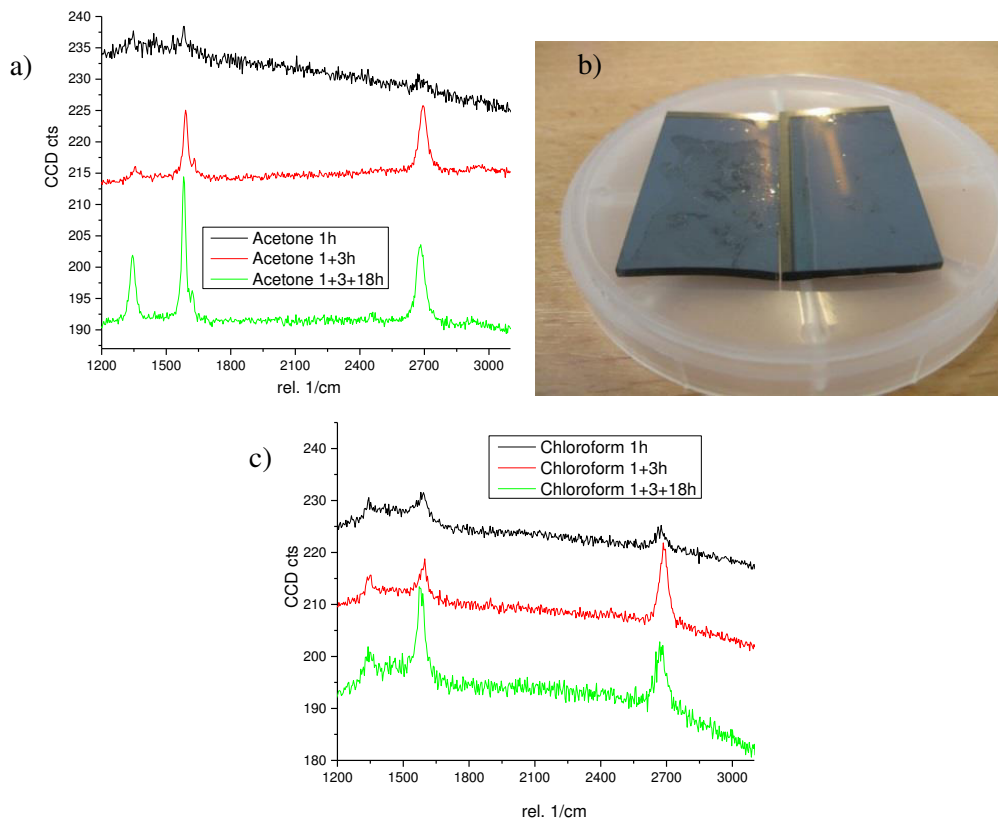 a)
240
235
230
225
220
215
210
205
200
195
190
CCD cts
Acetone 1h
Acetone 1+3h
Acetone 1+3+18h
1200 1500 1800 2100 2400 2700 3000
rel. 1/cm
b)
c)
240
230
220
210
200
190
180
CCD cts
Chloroform 1h
Chloroform 1+3h
Chloroform 1+3+18h
1200 1500 1800 2100 2400 2700 3000
rel. 1/cm